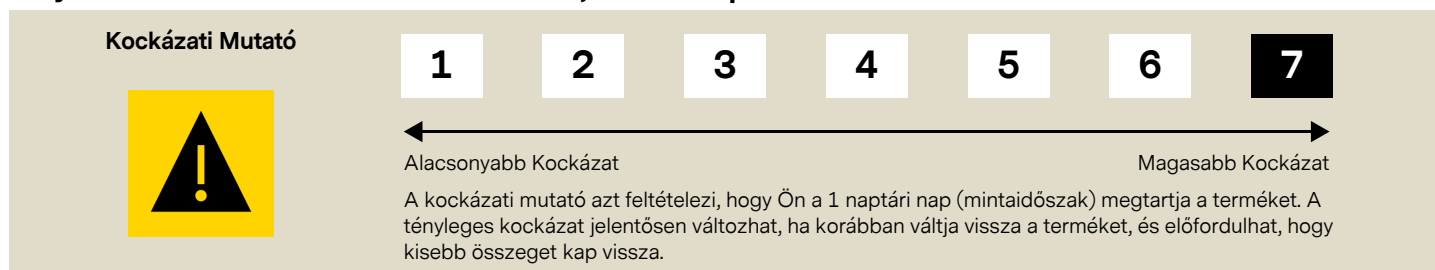 Kockázati Mutató
1 2 3 4 5 6 7
Alacsonyabb Kockázat Magasabb Kockázat
A kockázati mutató azt feltételezi, hogy Ön a 1 naptári nap (mintaidőszak) megtartja a terméket. A
tényleges kockázat jelentősen változhat, ha korábban váltja vissza a terméket, és előfordulhat, hogy
kisebb összeget kap vissza.